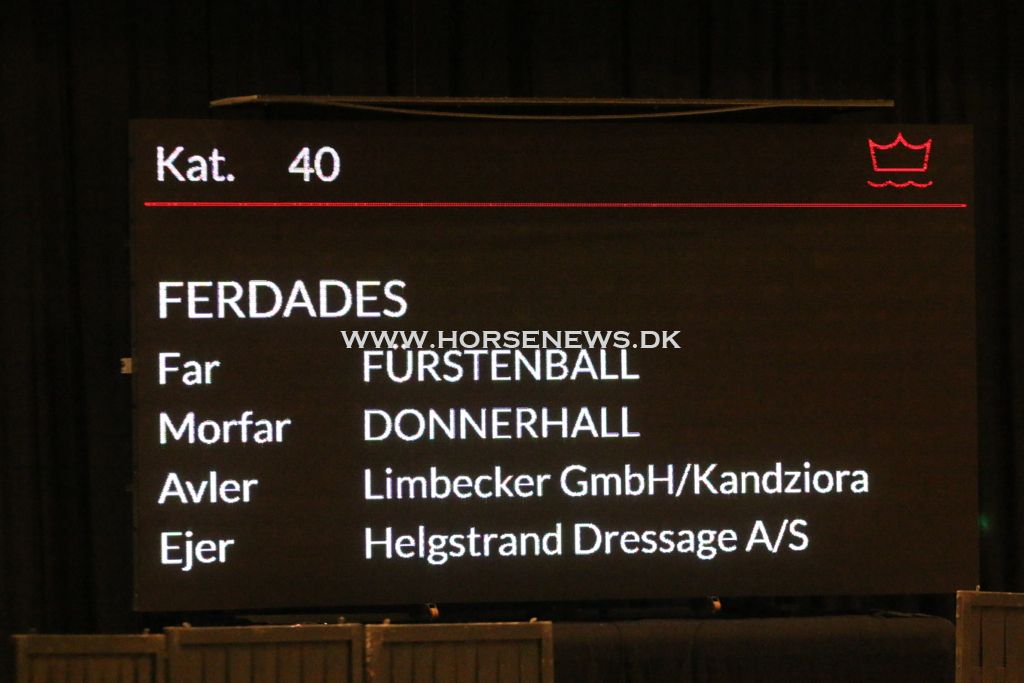 Kat. 40
FERDADES
WWW.HORSENEWS.DK
Far FÜRSTENBALL
Morfar DONNERHALL
Avler Limbecker GmbH/Kandziora
Ejer Helgstrand Dressage A/S